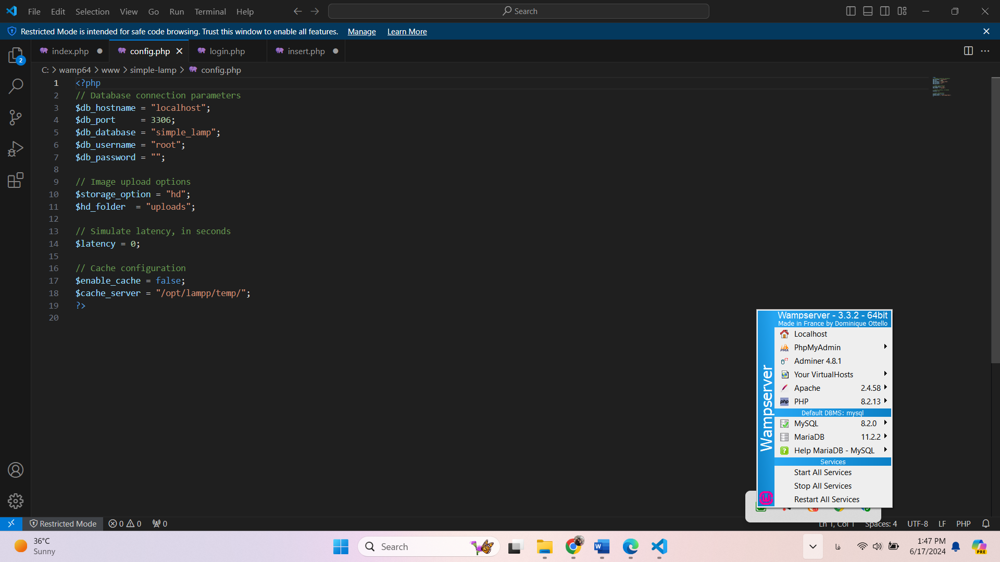 File Edit Selection View Go Run Terminal Help
Search
Restricted Mode is intended for safe code browsing. Trust this window to enable all features. Manage Learn More
2
index.php
config.php
login.php
insert.php
C: > wamp64 > www > simple-lamp > config.php
1 <?php
2 // Database connection parameters
3 $db_hostname = "localhost";
4 $db_port     = 3306;
5 $db_database = "simple_lamp";
6 $db_username = "root";
7 $db_password = "";
8
9 // Image upload options
10 $storage_option = "hd";
11 $hd_folder  = "uploads";
12
13 // Simulate latency, in seconds
14 $latency = 0;
15
16 // Cache configuration
17 $enable_cache = false;
18 $cache_server = "/opt/lampp/temp/";
19 ?>
20
Wampserver - 3.3.2 - 64bit
Made in France by Dominique Ottello
Wampserver
Localhost
PhpMyAdmin
Adminer 4.8.1
Your VirtualHosts
Apache 2.4.58
PHP 8.2.13
Default DBMS: mysql
MySQL 8.2.0
MariaDB 11.2.2
Help MariaDB - MySQL
Services
Start All Services
Stop All Services
Restart All Services
Restricted Mode 0 0 0
Ln 1, Col 1 Spaces: 4 UTF-8 LF PHP
36°C
Sunny
Search
فا
1:47 PM
6/17/2024
PRE